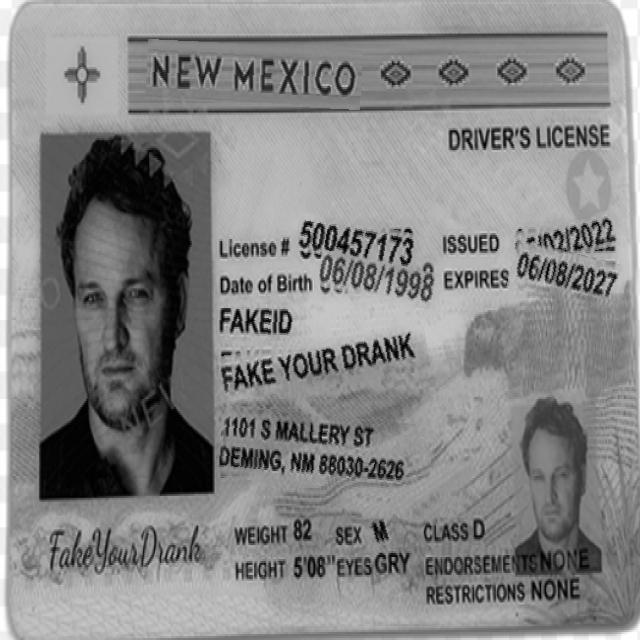 NEW MEXICO
DRIVER'S LICENSE
License # 500457173 ISSUED /02/2022
Date of Birth 06/08/1998 EXPIRES 06/08/2027
FAKEID
FAKE YOUR DRANK
1101 S MALLERY ST
DEMING, NM 88030-2626
FakeYourDrank
WEIGHT 82 SEX M CLASS D
HEIGHT 5'08" EYES GRY ENDORSEMENTS NONE
RESTRICTIONS NONE